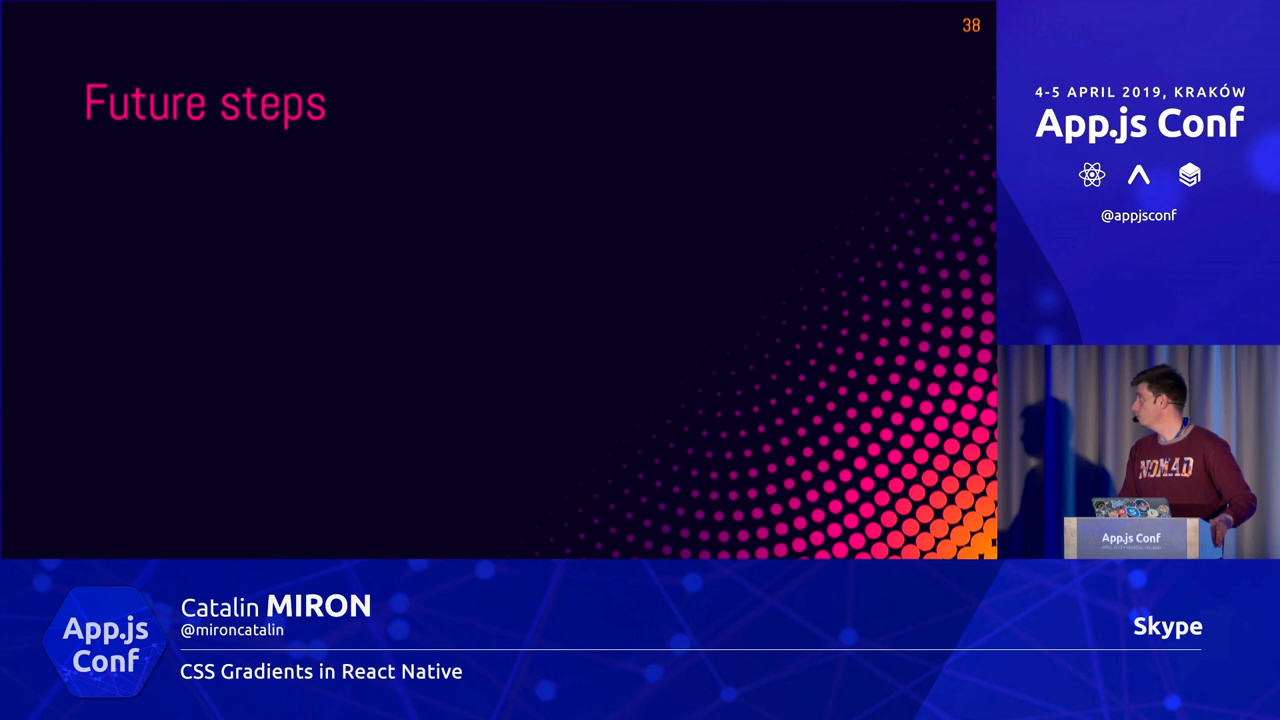 38
Future steps
4-5 APRIL 2019, KRAKÓW
App.js Conf
@appjsconf
NOMAD
App.js Conf
App.js
Conf
Catalin MIRON
@mironcatalin
CSS Gradients in React Native
Skype